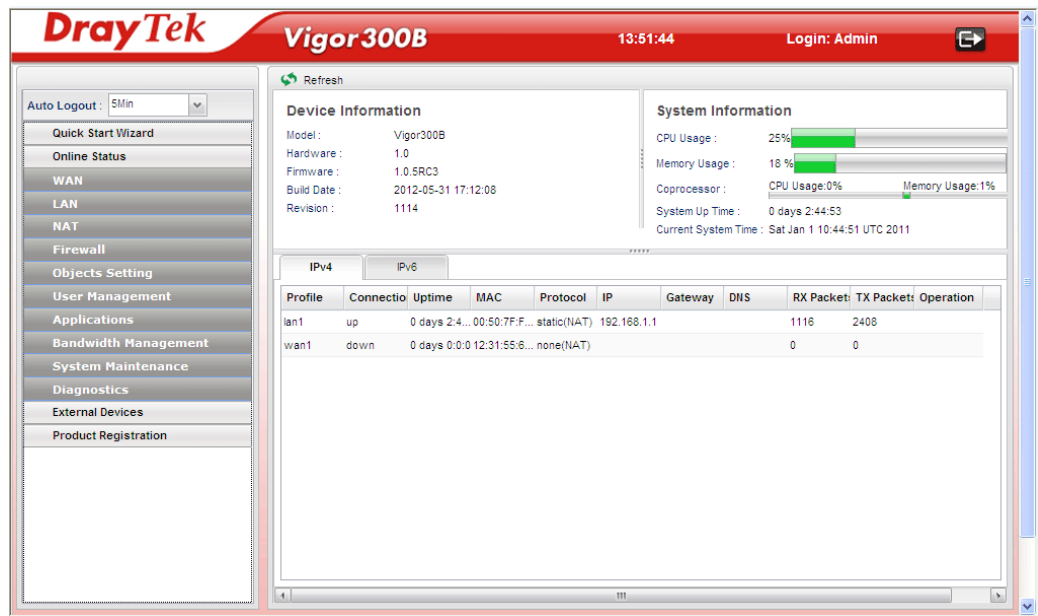 DrayTek
Vigor300B
13:51:44
Login: Admin
Auto Logout : 5Min
Quick Start Wizard
Online Status
WAN
LAN
NAT
Firewall
Objects Setting
User Management
Applications
Bandwidth Management
System Maintenance
Diagnostics
External Devices
Product Registration
Refresh
Device Information
Model : Vigor300B
Hardware : 1.0
Firmware : 1.0.5RC3
Build Date : 2012-05-31 17:12:08
Revision : 1114
System Information
CPU Usage : 25%
Memory Usage : 18 %
Coprocessor : CPU Usage:0% Memory Usage:1%
System Up Time : 0 days 2:44:53
Current System Time : Sat Jan 1 10:44:51 UTC 2011
IPv4 IPv6
Profile Connectio Uptime MAC Protocol IP Gateway DNS RX Packet TX Packets Operation
lan1 up 0 days 2:4... 00:50:7F:F... static(NAT) 192.168.1.1 1116 2408
wan1 down 0 days 0:0:0 12:31:55:6... none(NAT) 0 0